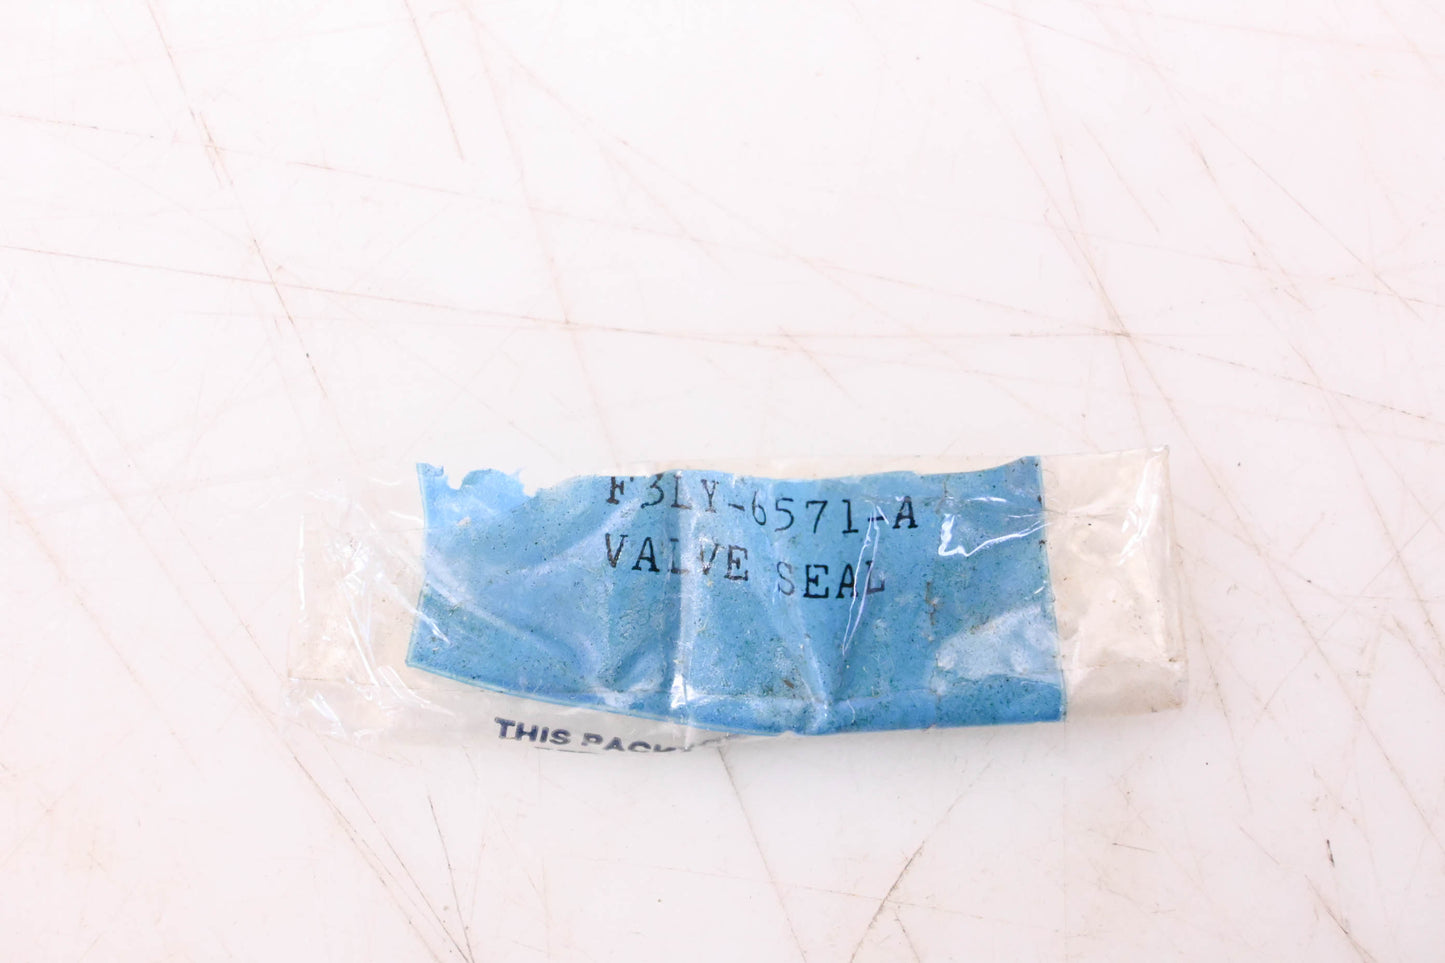 F3LY-6571-A
VALVE SEAL
THIS PACK